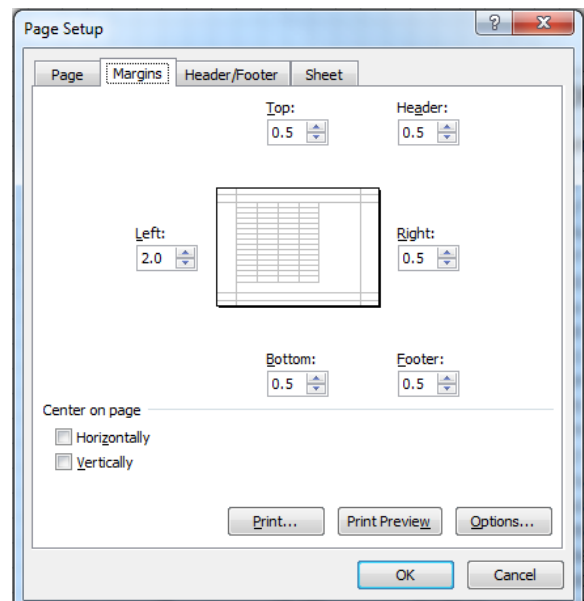 Page Setup
Page Margins Header/Footer Sheet
Top: Header:
0.5 0.5
Left: Right:
2.0 0.5
Bottom: Footer:
0.5 0.5
Center on page
Horizontally
Vertically
Print... Print Preview Options...
OK Cancel